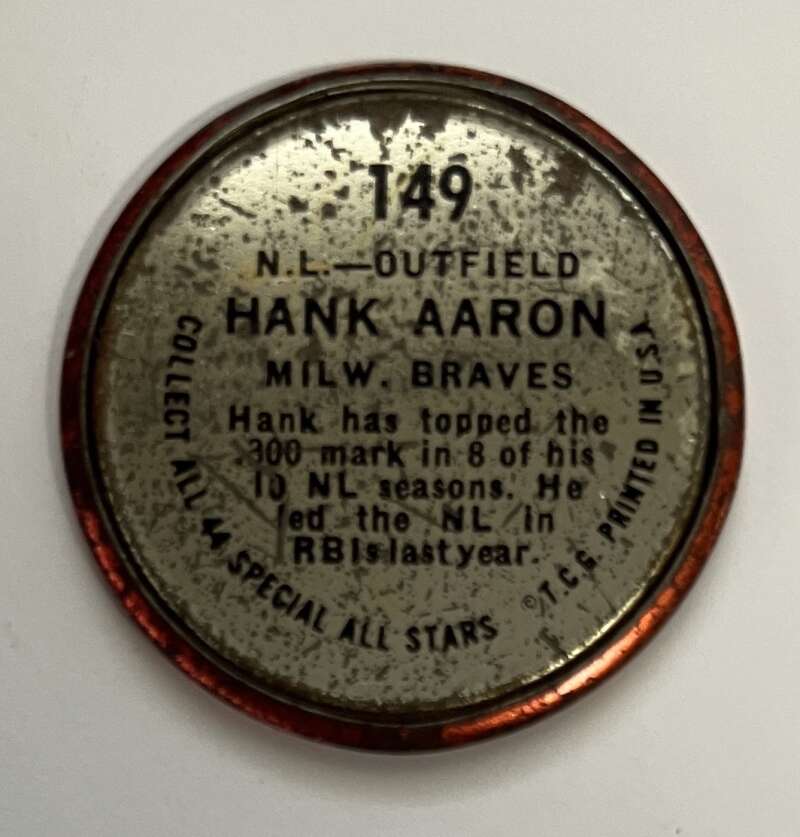 149
N.L.—OUTFIELD
HANK AARON
MILW. BRAVES
Hank has topped the
.300 mark in 8 of his
10 NL seasons. He
led the NL in
RBIs last year.
COLLECT ALL 44 SPECIAL ALL STARS
©T.C.G. PRINTED IN U.S.A.